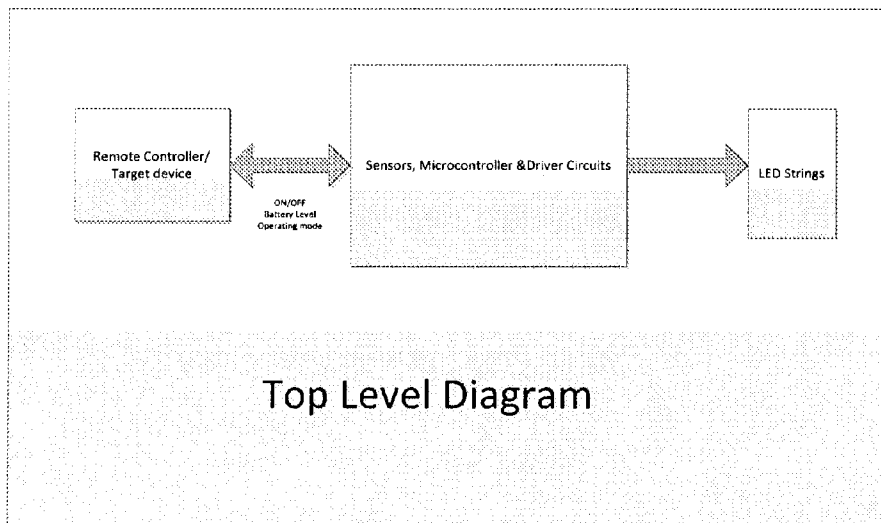 Remote Controller/
Target device
ON/OFF
Battery Level
Operating mode
Sensors, Microcontroller &Driver Circuits
LED Strings
Top Level Diagram